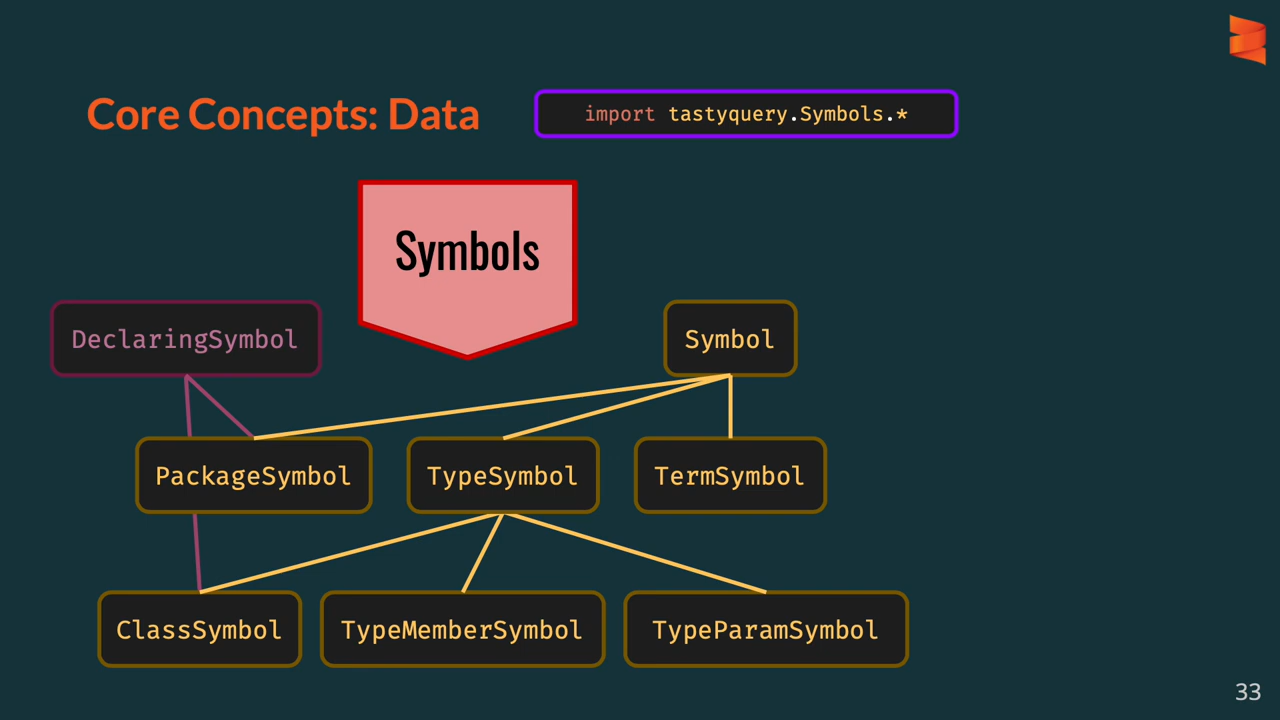 Core Concepts: Data
import tastyquery.Symbols.*
Symbols
DeclaringSymbol
Symbol
PackageSymbol
TypeSymbol
TermSymbol
ClassSymbol
TypeMemberSymbol
TypeParamSymbol
33